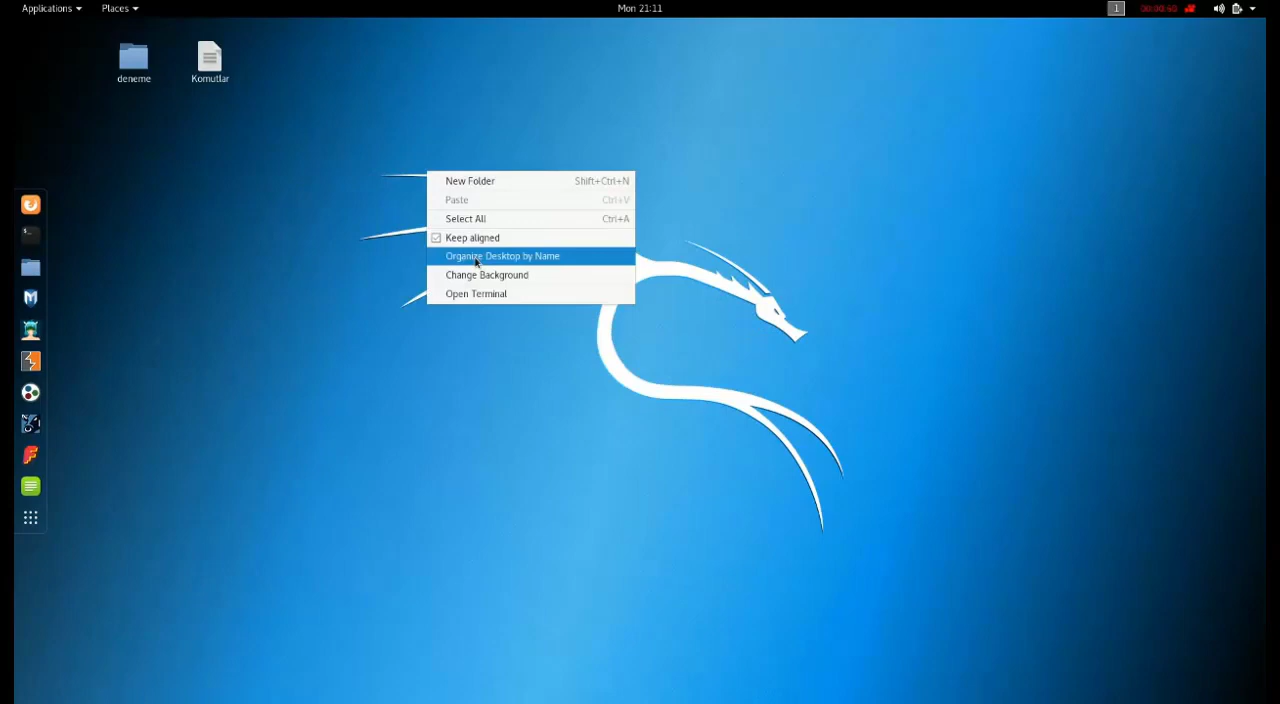 Applications Places Mon 21:11 1
deneme Komutlar
New Folder Shift+Ctrl+N
Paste Ctrl+V
Select All Ctrl+A
Keep aligned
Organize Desktop by Name
Change Background
Open Terminal